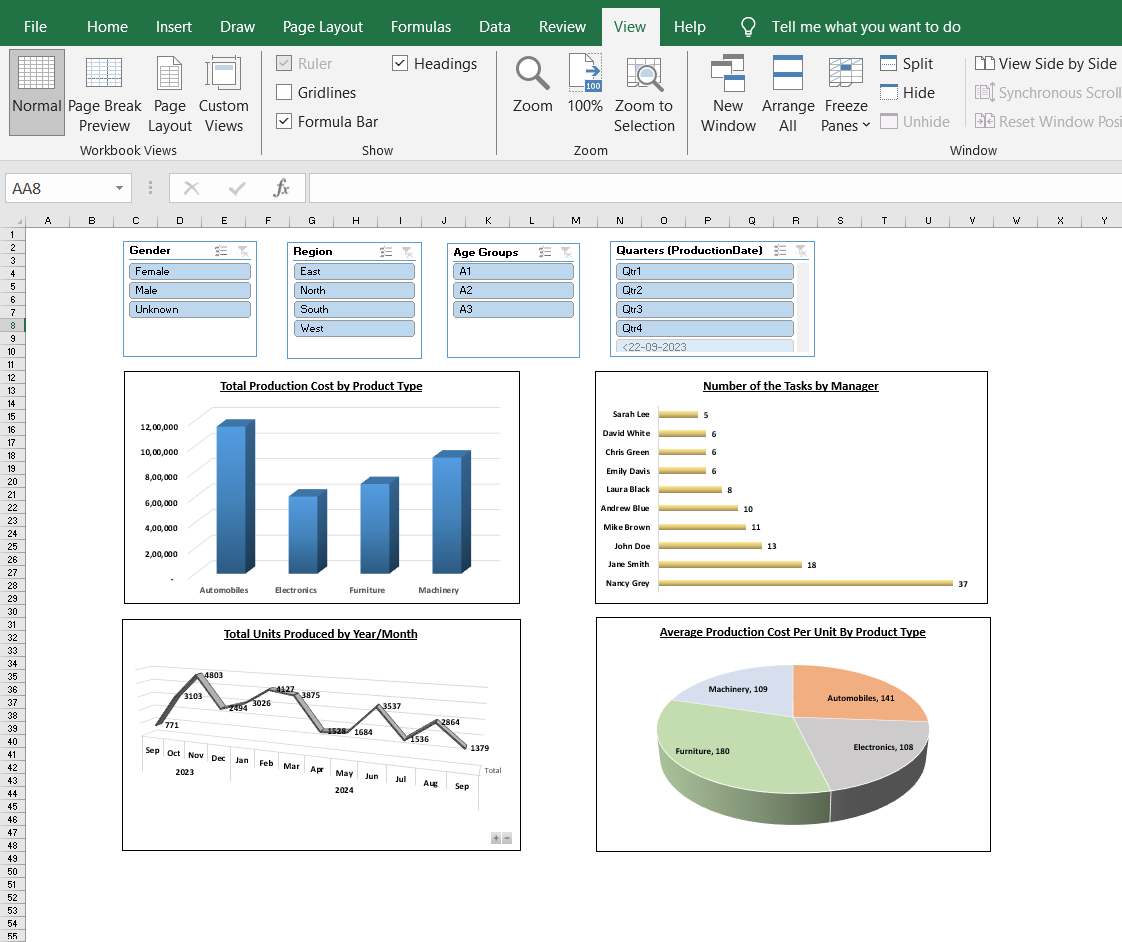 File Home Insert Draw Page Layout Formulas Data Review View Help Tell me what you want to do
Normal
Page Break Preview
Page Layout
Custom Views
Workbook Views
Ruler
Headings
Gridlines
Formula Bar
Show
Zoom
100
100%
Zoom to Selection
Zoom
New Window
Arrange All
Freeze Panes
Split
Hide
Unhide
View Side by Side
Synchronous Scroll
Reset Window Posi
Window
AA8
fx
A B C D E F G H I J K L M N O P Q R S T U V W X Y
1
2
3
4
5
6
7
8
9
10
11
12
13
14
15
16
17
18
19
20
21
22
23
24
25
26
27
28
29
30
31
32
33
34
35
36
37
38
39
40
41
42
43
44
45
46
47
48
49
50
51
52
53
54
55
Gender
Female
Male
Unknown
Region
East
North
South
West
Age Groups
A1
A2
A3
Quarters (ProductionDate)
Qtr1
Qtr2
Qtr3
Qtr4
<22-09-2023
Total Production Cost by Product Type
12,00,000
10,00,000
8,00,000
6,00,000
4,00,000
2,00,000
-
Automobiles Electronics Furniture Machinery
Number of the Tasks by Manager
Sarah Lee 5
David White 6
Chris Green 6
Emily Davis 6
Laura Black 8
Andrew Blue 10
Mike Brown 11
John Doe 13
Jane Smith 18
Nancy Grey 37
Total Units Produced by Year/Month
771 3103 4803 2494 3026 4127 3875 1528 1684 3537 1536 2864 1379
Sep Oct Nov Dec Jan Feb Mar Apr May Jun Jul Aug Sep
2023 2024
Total
+ −
Average Production Cost Per Unit By Product Type
Machinery, 109
Automobiles, 141
Furniture, 180
Electronics, 108